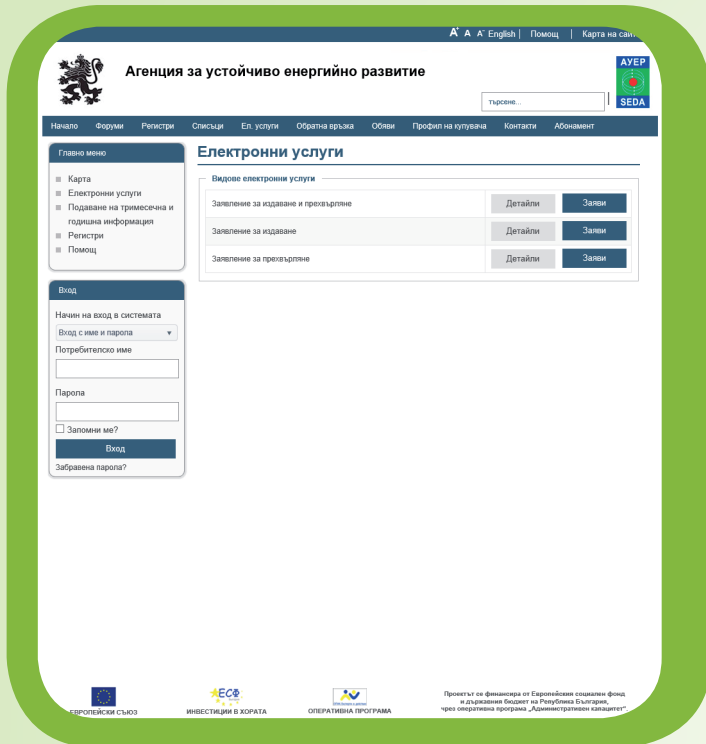 A+ A A- English | Помощ | Карта на сайта
Агенция за устойчиво енергийно развитие
АУЕР
SEDA
търсене...
Начало Форуми Регистри Списъци Ел. услуги Обратна връзка Обяви Профил на купувача Контакти Абонамент
Главно меню
Карта
Електронни услуги
Подаване на тримесечна и
годишна информация
Регистри
Помощ
Електронни услуги
Видове електронни услуги
Заявление за издаване и прехвърляне Детайли Заяви
Заявление за издаване Детайли Заяви
Заявление за прехвърляне Детайли Заяви
Вход
Начин на вход в системата
Вход с име и парола
Потребителско име
Парола
Запомни ме?
Вход
Забравена парола?
ЕСФ
ЕВРОПЕЙСКИ СЪЮЗ
ИНВЕСТИЦИИ В ХОРАТА
ОПЕРАТИВНА ПРОГРАМА
Проектът се финансира от Европейския социален фонд
и държавния бюджет на Република България,
чрез оперативна програма „Административен капацитет".